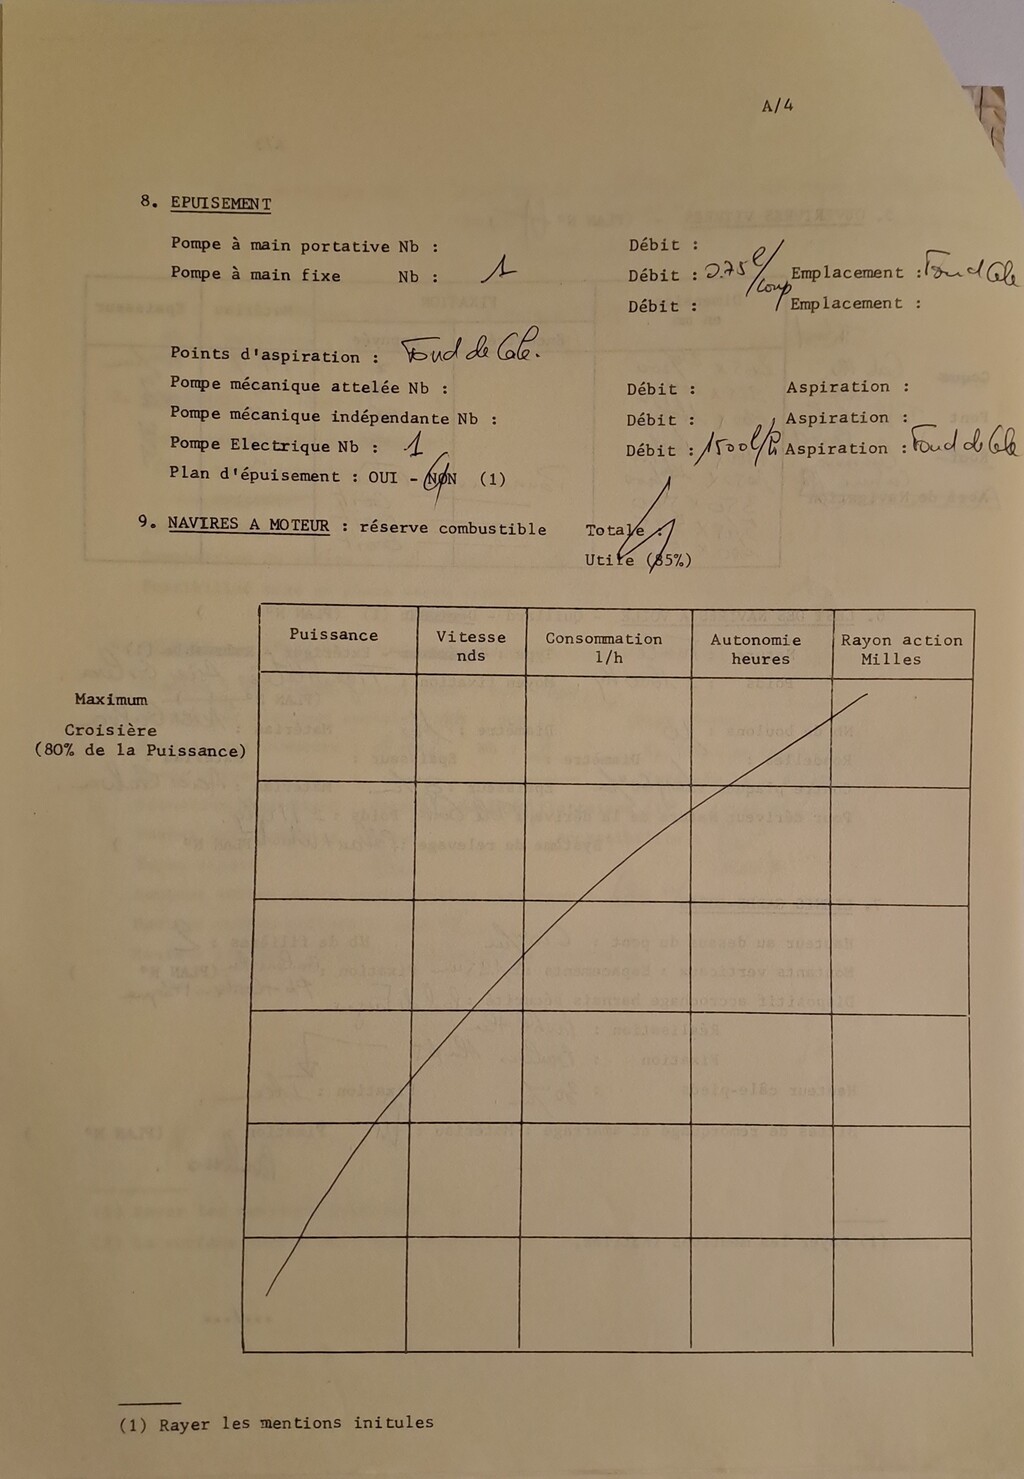 A/4
8. EPUISEMENT
Pompe à main portative Nb : Débit :
Pompe à main fixe Nb : 1 Débit : 0.75 l/coup Emplacement : Fond Cale
Débit : Emplacement :
Points d'aspiration : Fond de Cale.
Pompe mécanique attelée Nb : Débit : Aspiration :
Pompe mécanique indépendante Nb : Débit : Aspiration :
Pompe Electrique Nb : 1 Débit : 1500 l/h Aspiration : Fond de Cale
Plan d'épuisement : OUI - NON (1)
9. NAVIRES A MOTEUR : réserve combustible Totale :
Utile (85%)
Puissance Vitesse nds Consommation l/h Autonomie heures Rayon action Milles
Maximum
Croisière
(80% de la Puissance)
(1) Rayer les mentions initules